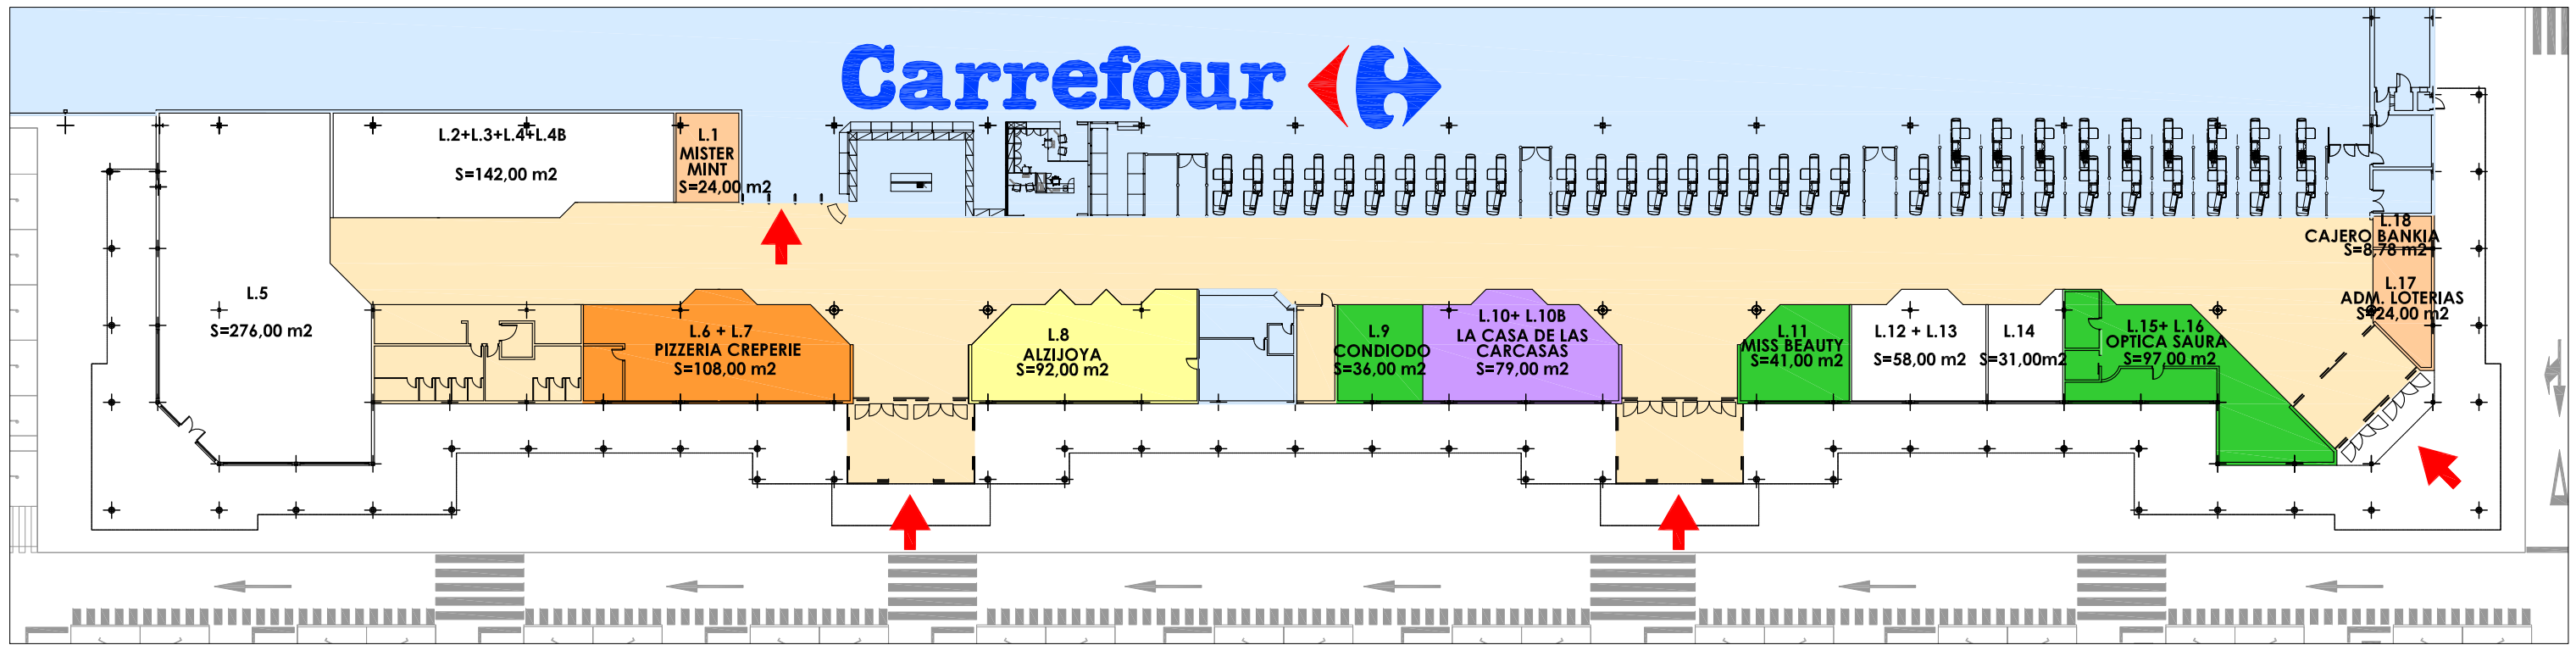 Carrefour
L.2+L.3+L.4+L.4B
S=142,00 m2
L.1
MISTER
MINT
S=24,00 m2
L.5
S=276,00 m2
L.6 + L.7
PIZZERIA CREPERIE
S=108,00 m2
L.8
ALZIJOYA
S=92,00 m2
L.9
CONDIODO
S=36,00 m2
L.10+ L.10B
LA CASA DE LAS
CARCASAS
S=79,00 m2
L.11
MISS BEAUTY
S=41,00 m2
L.12 + L.13
S=58,00 m2
L.14
S=31,00m2
L.15+ L.16
OPTICA SAURA
S=97,00 m2
L.18
CAJERO BANKIA
S=8,78 m2
L.17
ADM. LOTERIAS
S=24,00 m2